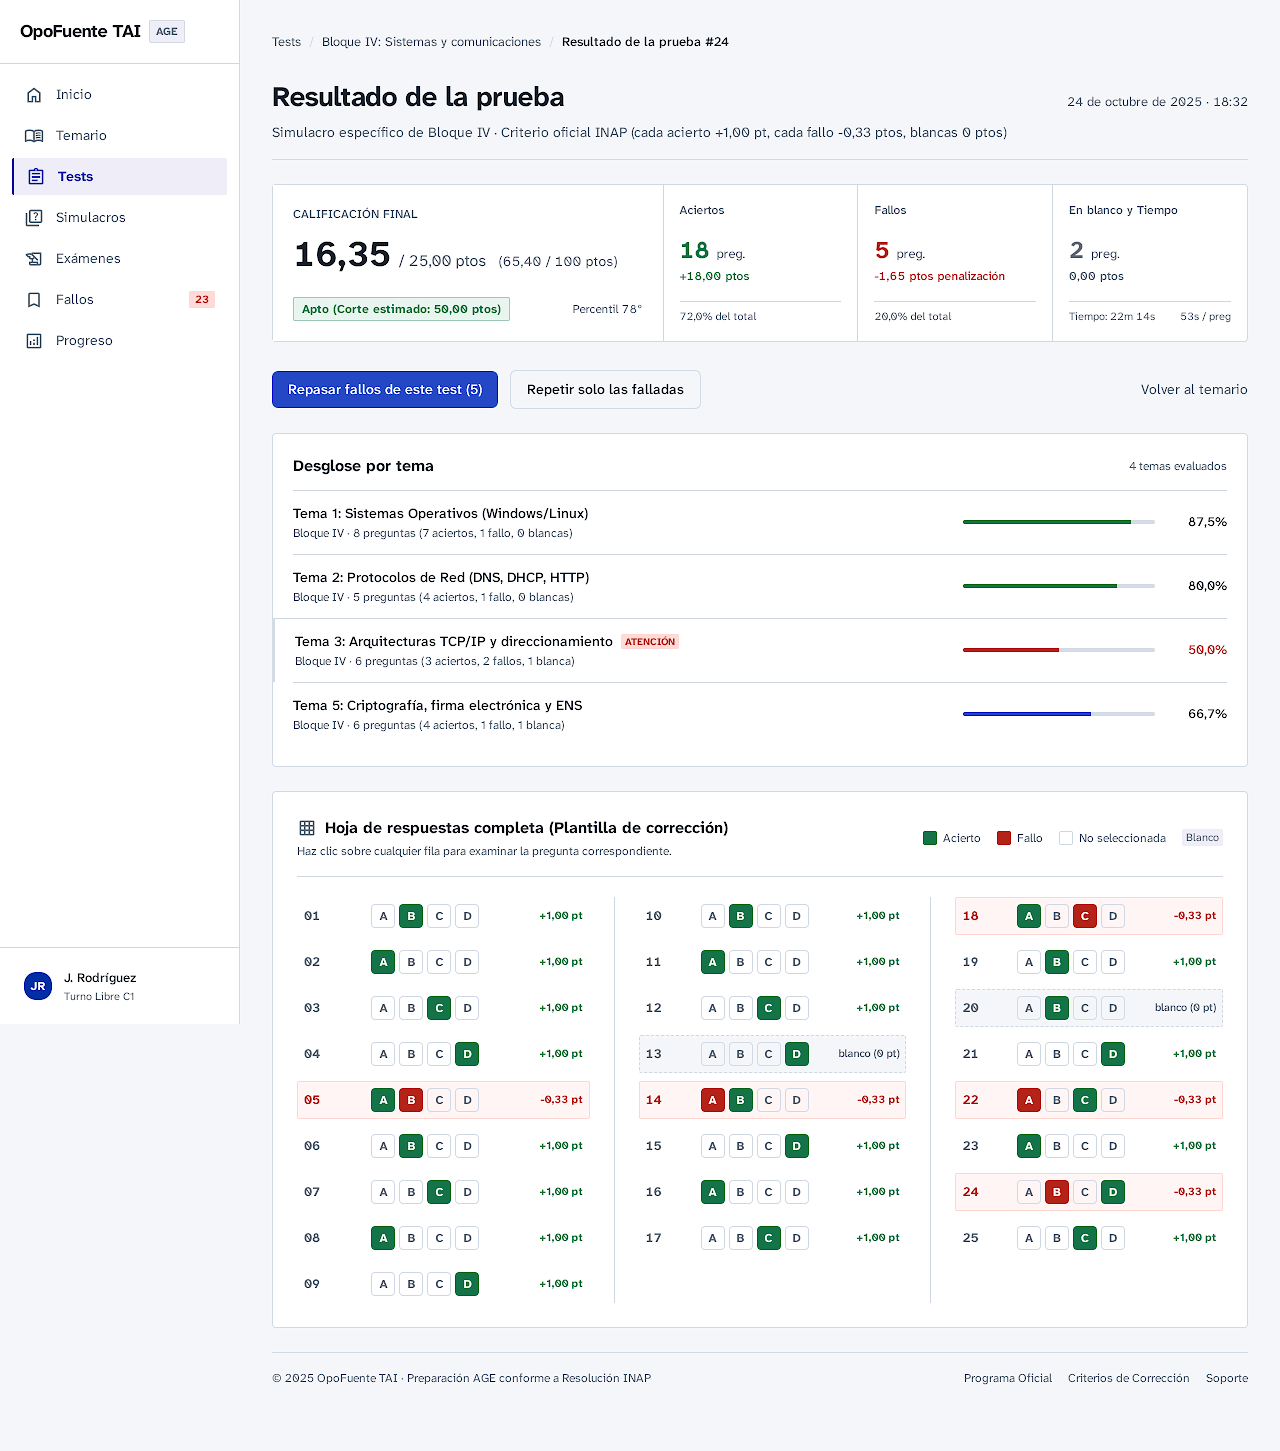 OpoFuente TAI AGE
Inicio
Temario
Tests
Simulacros
Exámenes
Fallos 23
Progreso
J. Rodríguez
JR
Turno Libre C1
Tests / Bloque IV: Sistemas y comunicaciones / Resultado de la prueba #24
Resultado de la prueba
24 de octubre de 2025 · 18:32
Simulacro específico de Bloque IV · Criterio oficial INAP (cada acierto +1,00 pt, cada fallo -0,33 ptos, blancas 0 ptos)
CALIFICACIÓN FINAL
16,35 / 25,00 ptos (65,40 / 100 ptos)
Apto (Corte estimado: 50,00 ptos) Percentil 78°
Aciertos
18 preg.
+18,00 ptos
72,0% del total
Fallos
5 preg.
-1,65 ptos penalización
20,0% del total
En blanco y Tiempo
2 preg.
0,00 ptos
Tiempo: 22m 14s 53s / preg
Repasar fallos de este test (5) Repetir solo las falladas Volver al temario
Desglose por tema 4 temas evaluados
Tema 1: Sistemas Operativos (Windows/Linux)
Bloque IV · 8 preguntas (7 aciertos, 1 fallo, 0 blancas)
87,5%
Tema 2: Protocolos de Red (DNS, DHCP, HTTP)
Bloque IV · 5 preguntas (4 aciertos, 1 fallo, 0 blancas)
80,0%
Tema 3: Arquitecturas TCP/IP y direccionamiento ATENCIÓN
Bloque IV · 6 preguntas (3 aciertos, 2 fallos, 1 blanca)
50,0%
Tema 5: Criptografía, firma electrónica y ENS
Bloque IV · 6 preguntas (4 aciertos, 1 fallo, 1 blanca)
66,7%
Hoja de respuestas completa (Plantilla de corrección)
Haz clic sobre cualquier fila para examinar la pregunta correspondiente.
Acierto Fallo No seleccionada Blanco
01 A B C D +1,00 pt
02 A B C D +1,00 pt
03 A B C D +1,00 pt
04 A B C D +1,00 pt
05 A B C D -0,33 pt
06 A B C D +1,00 pt
07 A B C D +1,00 pt
08 A B C D +1,00 pt
09 A B C D +1,00 pt
10 A B C D +1,00 pt
11 A B C D +1,00 pt
12 A B C D +1,00 pt
13 A B C D blanco (0 pt)
14 A B C D -0,33 pt
15 A B C D +1,00 pt
16 A B C D +1,00 pt
17 A B C D +1,00 pt
18 A B C D -0,33 pt
19 A B C D +1,00 pt
20 A B C D blanco (0 pt)
21 A B C D +1,00 pt
22 A B C D -0,33 pt
23 A B C D +1,00 pt
24 A B C D -0,33 pt
25 A B C D +1,00 pt
© 2025 OpoFuente TAI · Preparación AGE conforme a Resolución INAP
Programa Oficial Criterios de Corrección Soporte